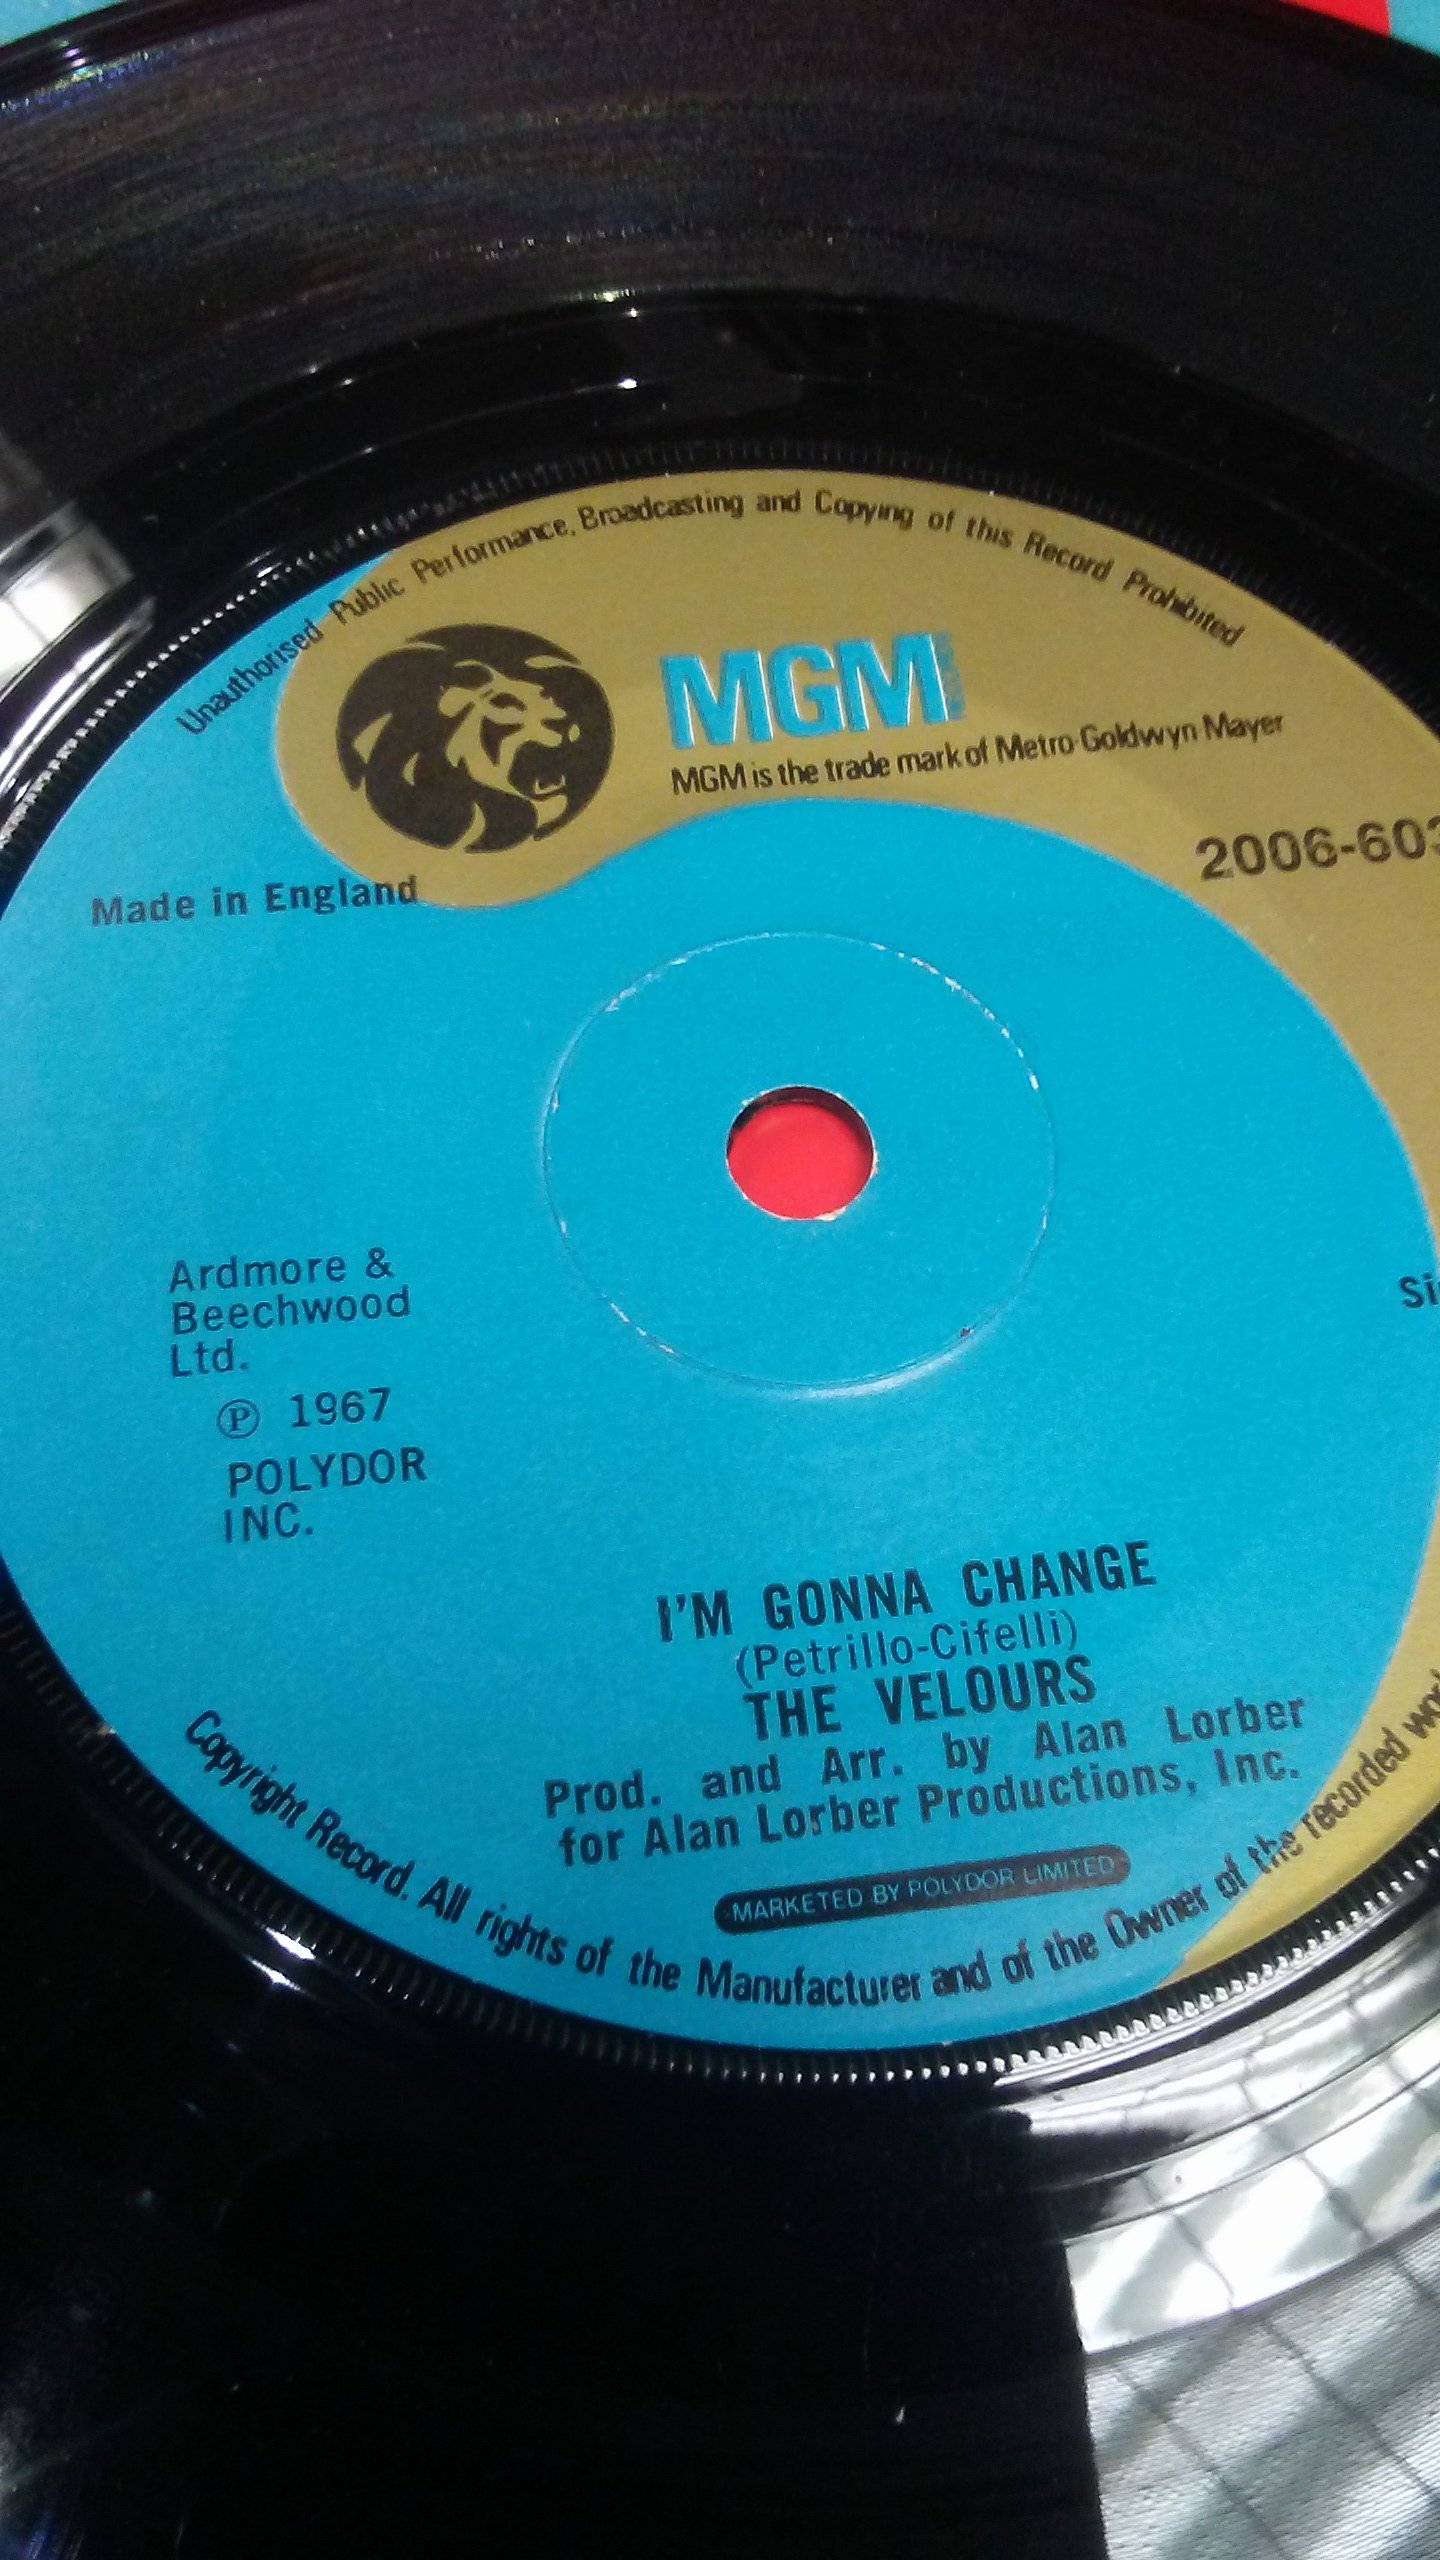 Unauthorised Public Performance, Broadcasting and Copying of this Record Prohibited
MGM
MGM is the trade mark of Metro-Goldwyn Mayer
2006-603
Made in England
Ardmore &
Beechwood
Ltd.
Ⓟ 1967
POLYDOR
INC.
I'M GONNA CHANGE
(Petrillo-Cifelli)
THE VELOURS
Prod. and Arr. by Alan Lorber
for Alan Lorber Productions, Inc.
MARKETED BY POLYDOR LIMITED
Copyright Record. All rights of the Manufacturer and of the Owner of the recorded